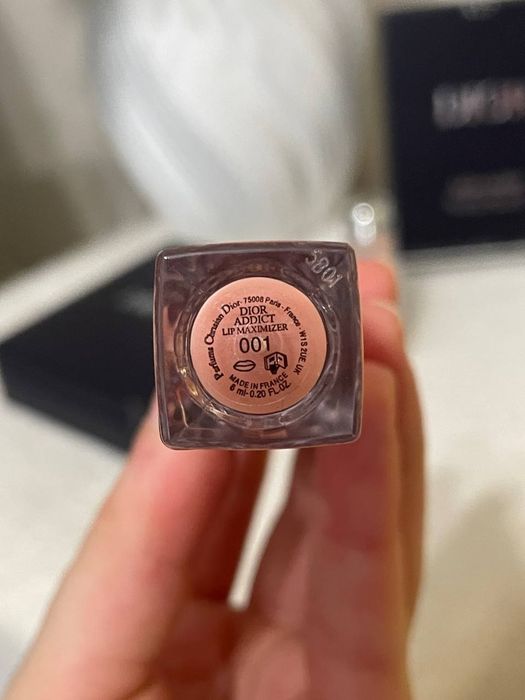 5B01
Parfums Christian Dior · 75008 Paris - France - W1S 2UE UK
DIOR
ADDICT
LIP MAXIMIZER
001
MADE IN FRANCE
6 ml-0.20 FL.OZ